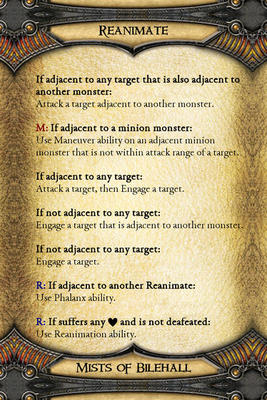 Reanimate
If adjacent to any target that is also adjacent to
another monster:
Attack a target adjacent to another monster.
M: If adjacent to a minion monster:
Use Maneuver ability on an adjacent minion
monster that is not within attack range of a target.
If adjacent to any target:
Attack a target, then Engage a target.
If not adjacent to any target:
Engage a target that is adjacent to another monster.
If not adjacent to any target:
Engage a target.
R: If adjacent to another Reanimate:
Use Phalanx ability.
R: If suffers any ♥ and is not deafeated:
Use Reanimation ability.
Mists of Bilehall